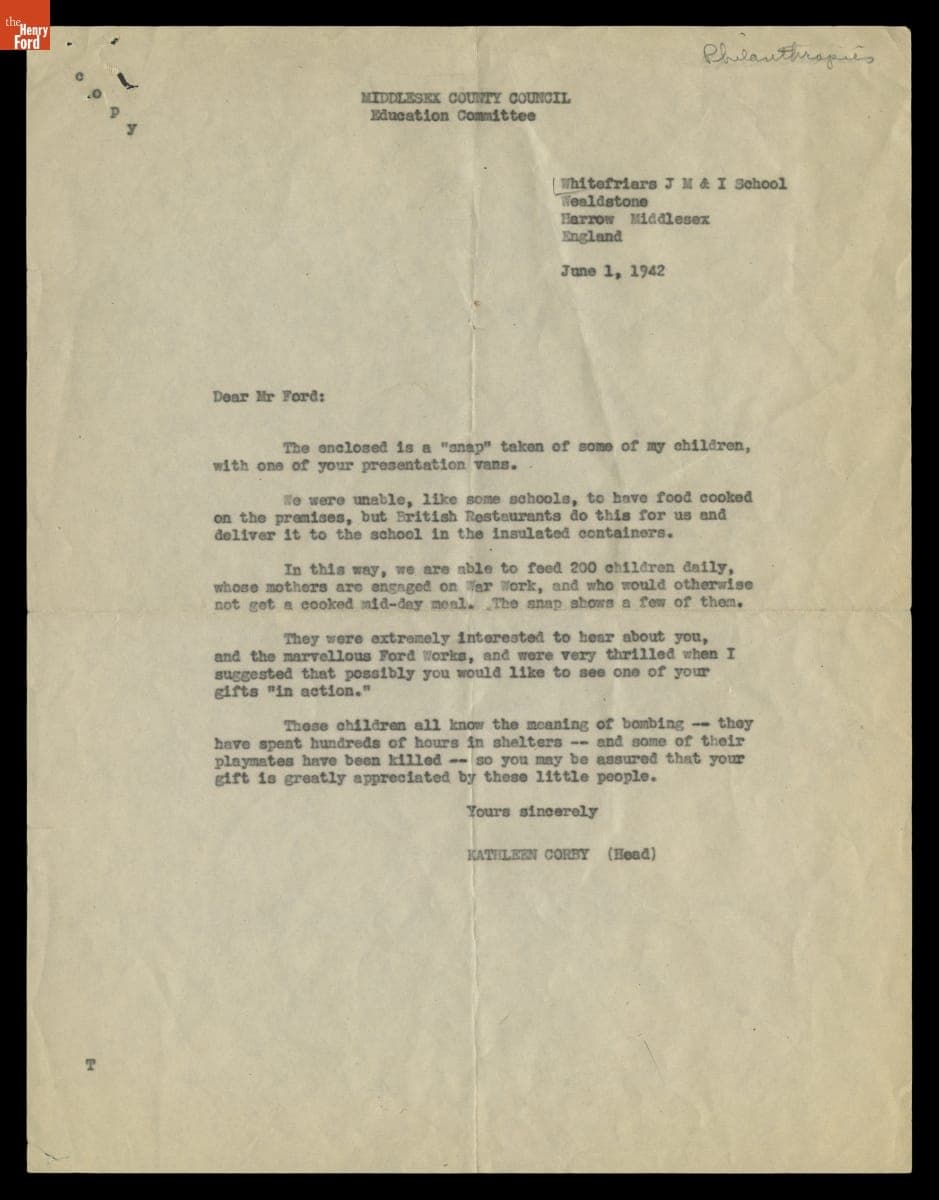 the
Henry
Ford
Philanthropies
c
o
p
y
MIDDLESEX COUNTY COUNCIL
Education Committee
Whitefriars J M & I School
Wealdstone
Harrow Middlesex
England
June 1, 1942
Dear Mr Ford:
The enclosed is a "snap" taken of some of my children,
with one of your presentation vans.
We were unable, like some schools, to have food cooked
on the premises, but British Restaurants do this for us and
deliver it to the school in the insulated containers.
In this way, we are able to feed 200 children daily,
whose mothers are engaged on War Work, and who would otherwise
not get a cooked mid-day meal. The snap shows a few of them.
They were extremely interested to hear about you,
and the marvellous Ford Works, and were very thrilled when I
suggested that possibly you would like to see one of your
gifts "in action."
These children all know the meaning of bombing -- they
have spent hundreds of hours in shelters -- and some of their
playmates have been killed -- so you may be assured that your
gift is greatly appreciated by these little people.
Yours sincerely
KATHLEEN CORBY (Head)
T